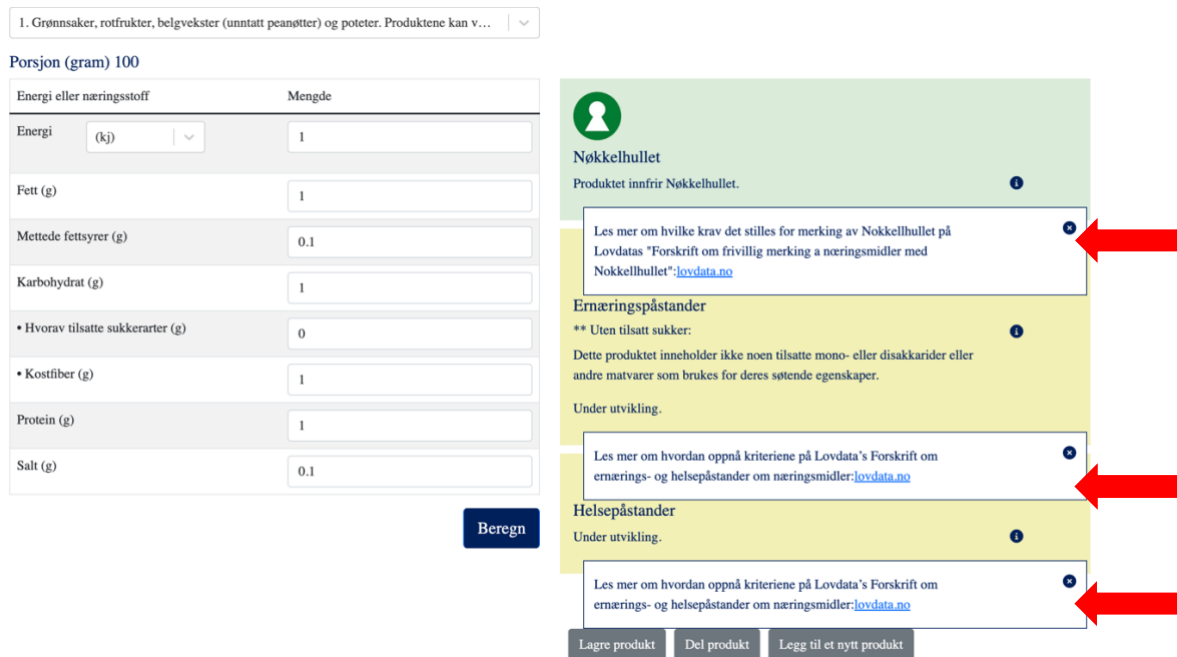 1. Grønnsaker, rotfrukter, belgvekster (unntatt peanøtter) og poteter. Produktene kan v…
Porsjon (gram) 100
Energi eller næringsstoff Mengde
Energi (kj) 1
Fett (g) 1
Mettede fettsyrer (g) 0.1
Karbohydrat (g) 1
• Hvorav tilsatte sukkerarter (g) 0
• Kostfiber (g) 1
Protein (g) 1
Salt (g) 0.1
Beregn
Nøkkelhullet
Produktet innfrir Nøkkelhullet.
Les mer om hvilke krav det stilles for merking av Nokkellhullet på
Lovdatas "Forskrift om frivillig merking a næringsmidler med
Nokkellhullet":lovdata.no
Ernæringspåstander
** Uten tilsatt sukker:
Dette produktet inneholder ikke noen tilsatte mono- eller disakkarider eller
andre matvarer som brukes for deres søtende egenskaper.
Under utvikling.
Les mer om hvordan oppnå kriteriene på Lovdata's Forskrift om
ernærings- og helsepåstander om næringsmidler:lovdata.no
Helsepåstander
Under utvikling.
Les mer om hvordan oppnå kriteriene på Lovdata's Forskrift om
ernærings- og helsepåstander om næringsmidler:lovdata.no
Lagre produkt Del produkt Legg til et nytt produkt